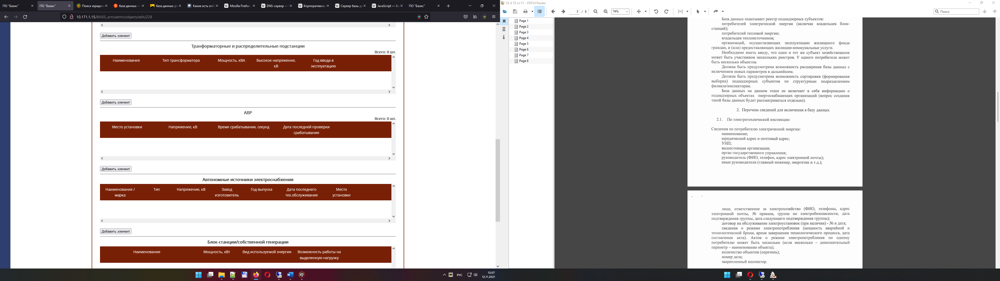 ПО "Базис"
ПО "Базис"
Поиск юридиче
база данных —
база данных рп
Какие есть onlin
Mozilla Firefox -
DNS-сервер —
Корпоративная
Сервер базы да
JavaScript — Ви
ПО "Базис"
10.171.1.15/BASIS_arm/admin/objects/edit/228
Добавить элемент
Транформаторные и распределительные подстанции
Всего: 0 шт.
Наименование Тип трансформатора Мощность, кВА Высокое напряжение, кВ Год ввода в эксплуатацию
Добавить элемент
АВР
Всего: 0 шт.
Место установки Напряжение, кВ Время срабатывания, секунд Дата последней проверки срабатывания
Добавить элемент
Автономные источники электроснабжения
Наименование / марка Тип Напряжение, кВ Завод изготовитель Год выпуска Дата последнего тех.обслуживания Место установки
Добавить элемент
Блок-станции/собственной генерации
Наименование Мощность, кВт Вид используемой энергии Возможность работы на выделенную нагрузку
РУС
15:07
12.11.2021
03-6 ТЗ от ГУ - PDF24 Reader
3 / 8
74%
Поиск
Page 1
Page 2
Page 3
Page 4
Page 5
Page 6
Page 7
Page 8
База данных охватывает реестр поднадзорных субъектов:
потребителей электрической энергии (включая владельцев блок-
станций);
потребителей тепловой энергии;
владельцев теплоисточников;
организаций, осуществляющих эксплуатацию жилищного фонда
граждан, и (или) предоставляющих жилищно-коммунальные услуги.
Необходимо иметь ввиду, что один и тот же субъект хозяйствования
может быть участником нескольких реестров. У одного потребителя может
быть несколько объектов.
Должна быть предусмотрена возможность расширения базы данных с
включением новых параметров в дальнейшем.
Должна быть предусмотрена возможность сортировки (формирования
выборки) поднадзорных субъектов по структурным подразделениям
филиала/инспекторам.
База данных на данном этапе не включает в себя информацию о
поднадзорных объектах энергоснабжающих организаций (вопрос создания
такой базы данных будет рассматриваться отдельно).
2. Перечень сведений для включения в базу данных
2.1. По электротехнической инспекции:
Сведения по потребителю электрической энергии:
наименование;
юридический адрес и почтовый адрес;
УНП;
вышестоящая организация;
орган государственного управления;
руководитель (ФИО, телефон, адрес электронной почты);
иные руководители (главный инженер, энергетик и т.д.);
лицо, ответственное за электрохозяйство (ФИО, телефоны, адрес
электронной почты, № приказа, группа по электробезопасности, дата
подтверждения группы, дата следующего подтверждения группы);
договор на обслуживание электроустановок (при наличии) - № и дата;
сведения о режиме электропотребления (мощность аварийной и
технологической брони, время завершения технологического процесса, дата
составления акта). Актов о режиме электропотребления по одному
потребителю может быть несколько (если несколько – дополнительный
параметр – наименование объекта);
количество объектов (перечень);
номер дела;
закрепленный инспектор.